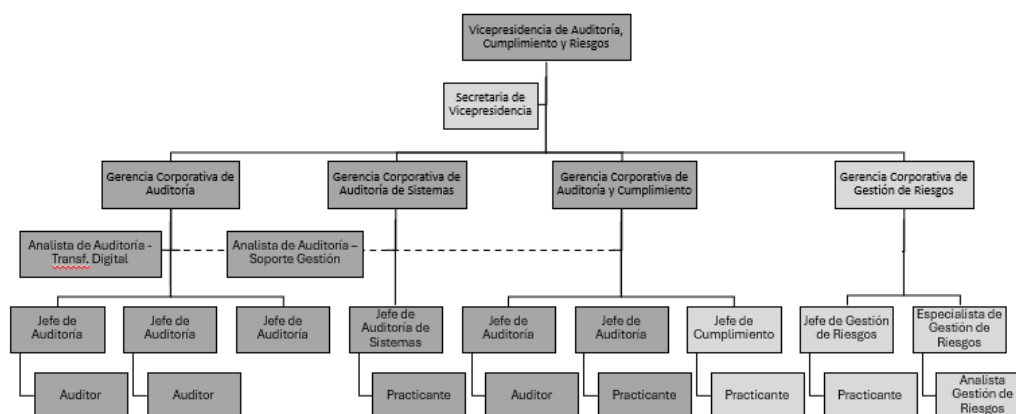 Vicepresidencia de Auditoría,
Cumplimiento y Riesgos
Secretaria de
Vicepresidencia
Gerencia Corporativa de
Auditoría
Gerencia Corporativa de
Auditoría de Sistemas
Gerencia Corporativa de
Auditoría y Cumplimiento
Gerencia Corporativa de
Gestión de Riesgos
Analista de Auditoría -
Transf. Digital
Analista de Auditoría –
Soporte Gestión
Jefe de
Auditoría
Jefe de
Auditoría
Jefe de
Auditoría
Jefe de
Auditoría de
Sistemas
Jefe de
Auditoría
Jefe de
Auditoría
Jefe de
Cumplimiento
Jefe de Gestión
de Riesgos
Especialista de
Gestión de
Riesgos
Auditor
Auditor
Practicante
Auditor
Practicante
Practicante
Practicante
Analista
Gestión de
Riesgos